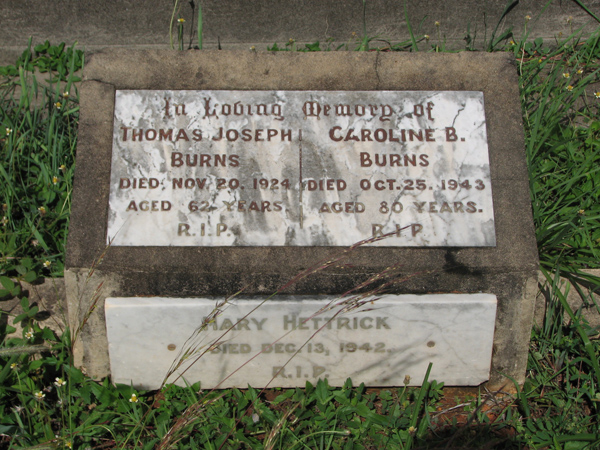 In Loving Memory of
THOMAS JOSEPH
BURNS
DIED. NOV. 20. 1924
AGED 62 YEARS.
R.I.P.
CAROLINE B.
BURNS
DIED OCT. 25. 1943
AGED 80 YEARS.
R.I.P
MARY HETTRICK
DIED DEC. 13, 1942.
R.I.P.